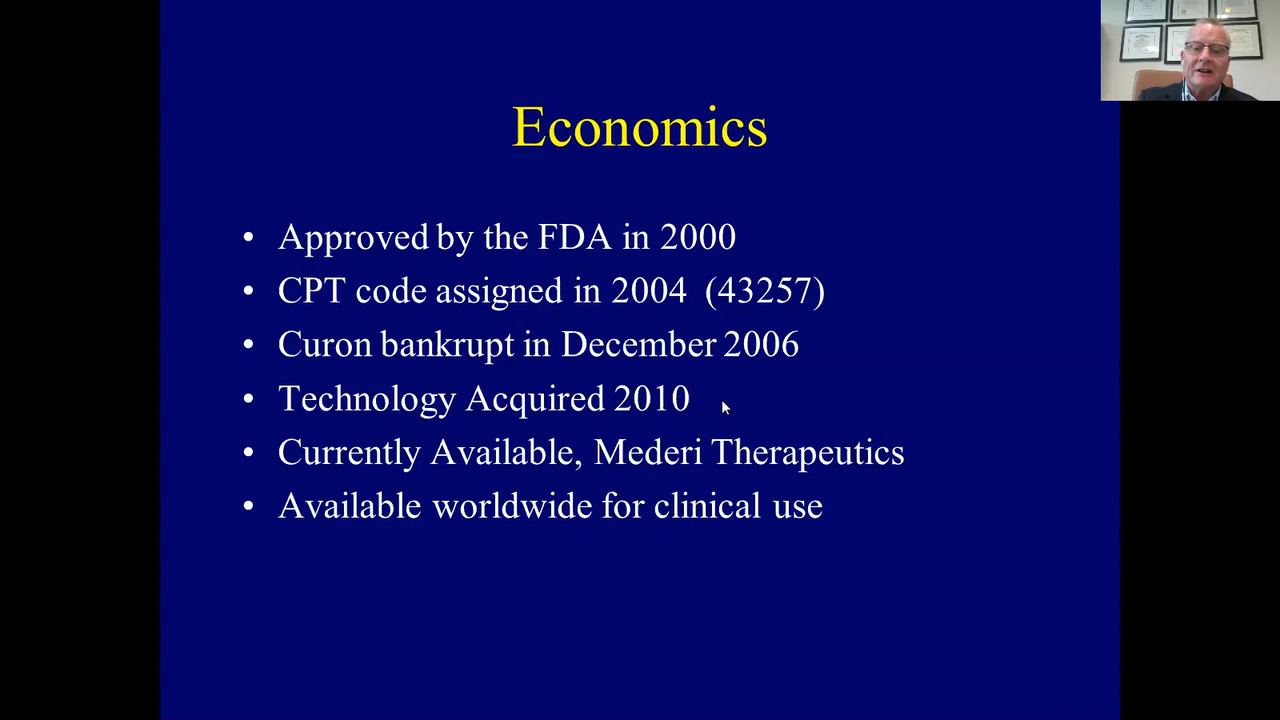 Economics
• Approved by the FDA in 2000
• CPT code assigned in 2004 (43257)
• Curon bankrupt in December 2006
• Technology Acquired 2010
• Currently Available, Mederi Therapeutics
• Available worldwide for clinical use